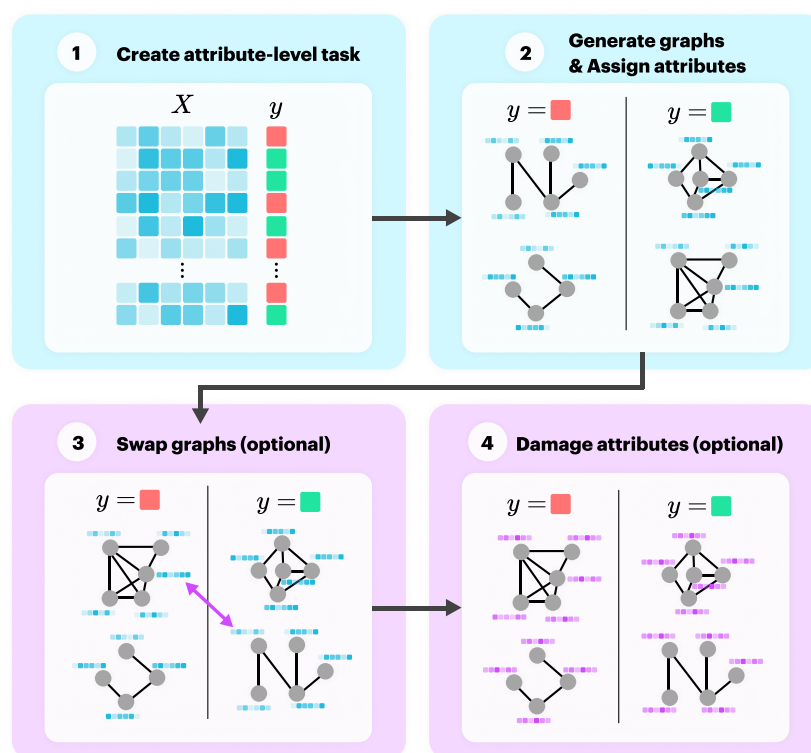 1
Create attribute-level task
X
y
2
Generate graphs
& Assign attributes
y =
y =
3
Swap graphs (optional)
y =
y =
4
Damage attributes (optional)
y =
y =